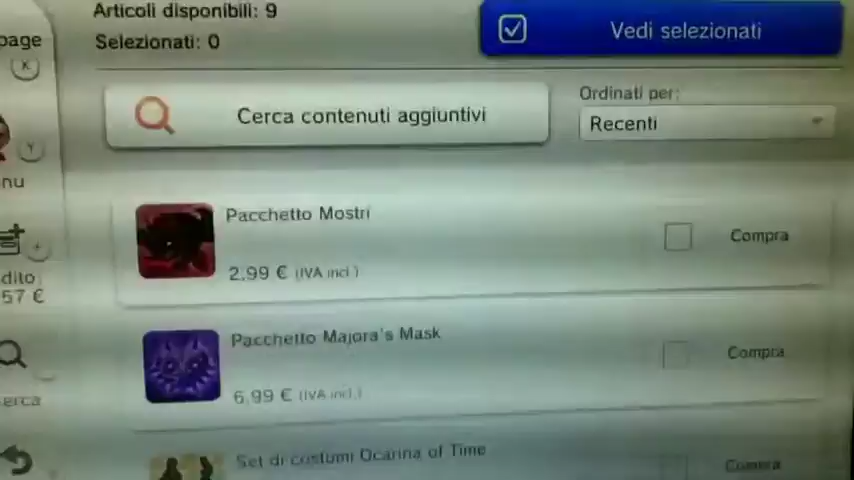 Articoli disponibili: 9
Selezionati: 0
Vedi selezionati
page
X
Cerca contenuti aggiuntivi
Ordinati per:
Recenti
Y
nu
Pacchetto Mostri
2,99 € (IVA incl.)
Compra
+
dito
57 €
Pacchetto Majora's Mask
6,99 € (IVA incl.)
Compra
erca
Set di costumi Ocarina of Time
Compra